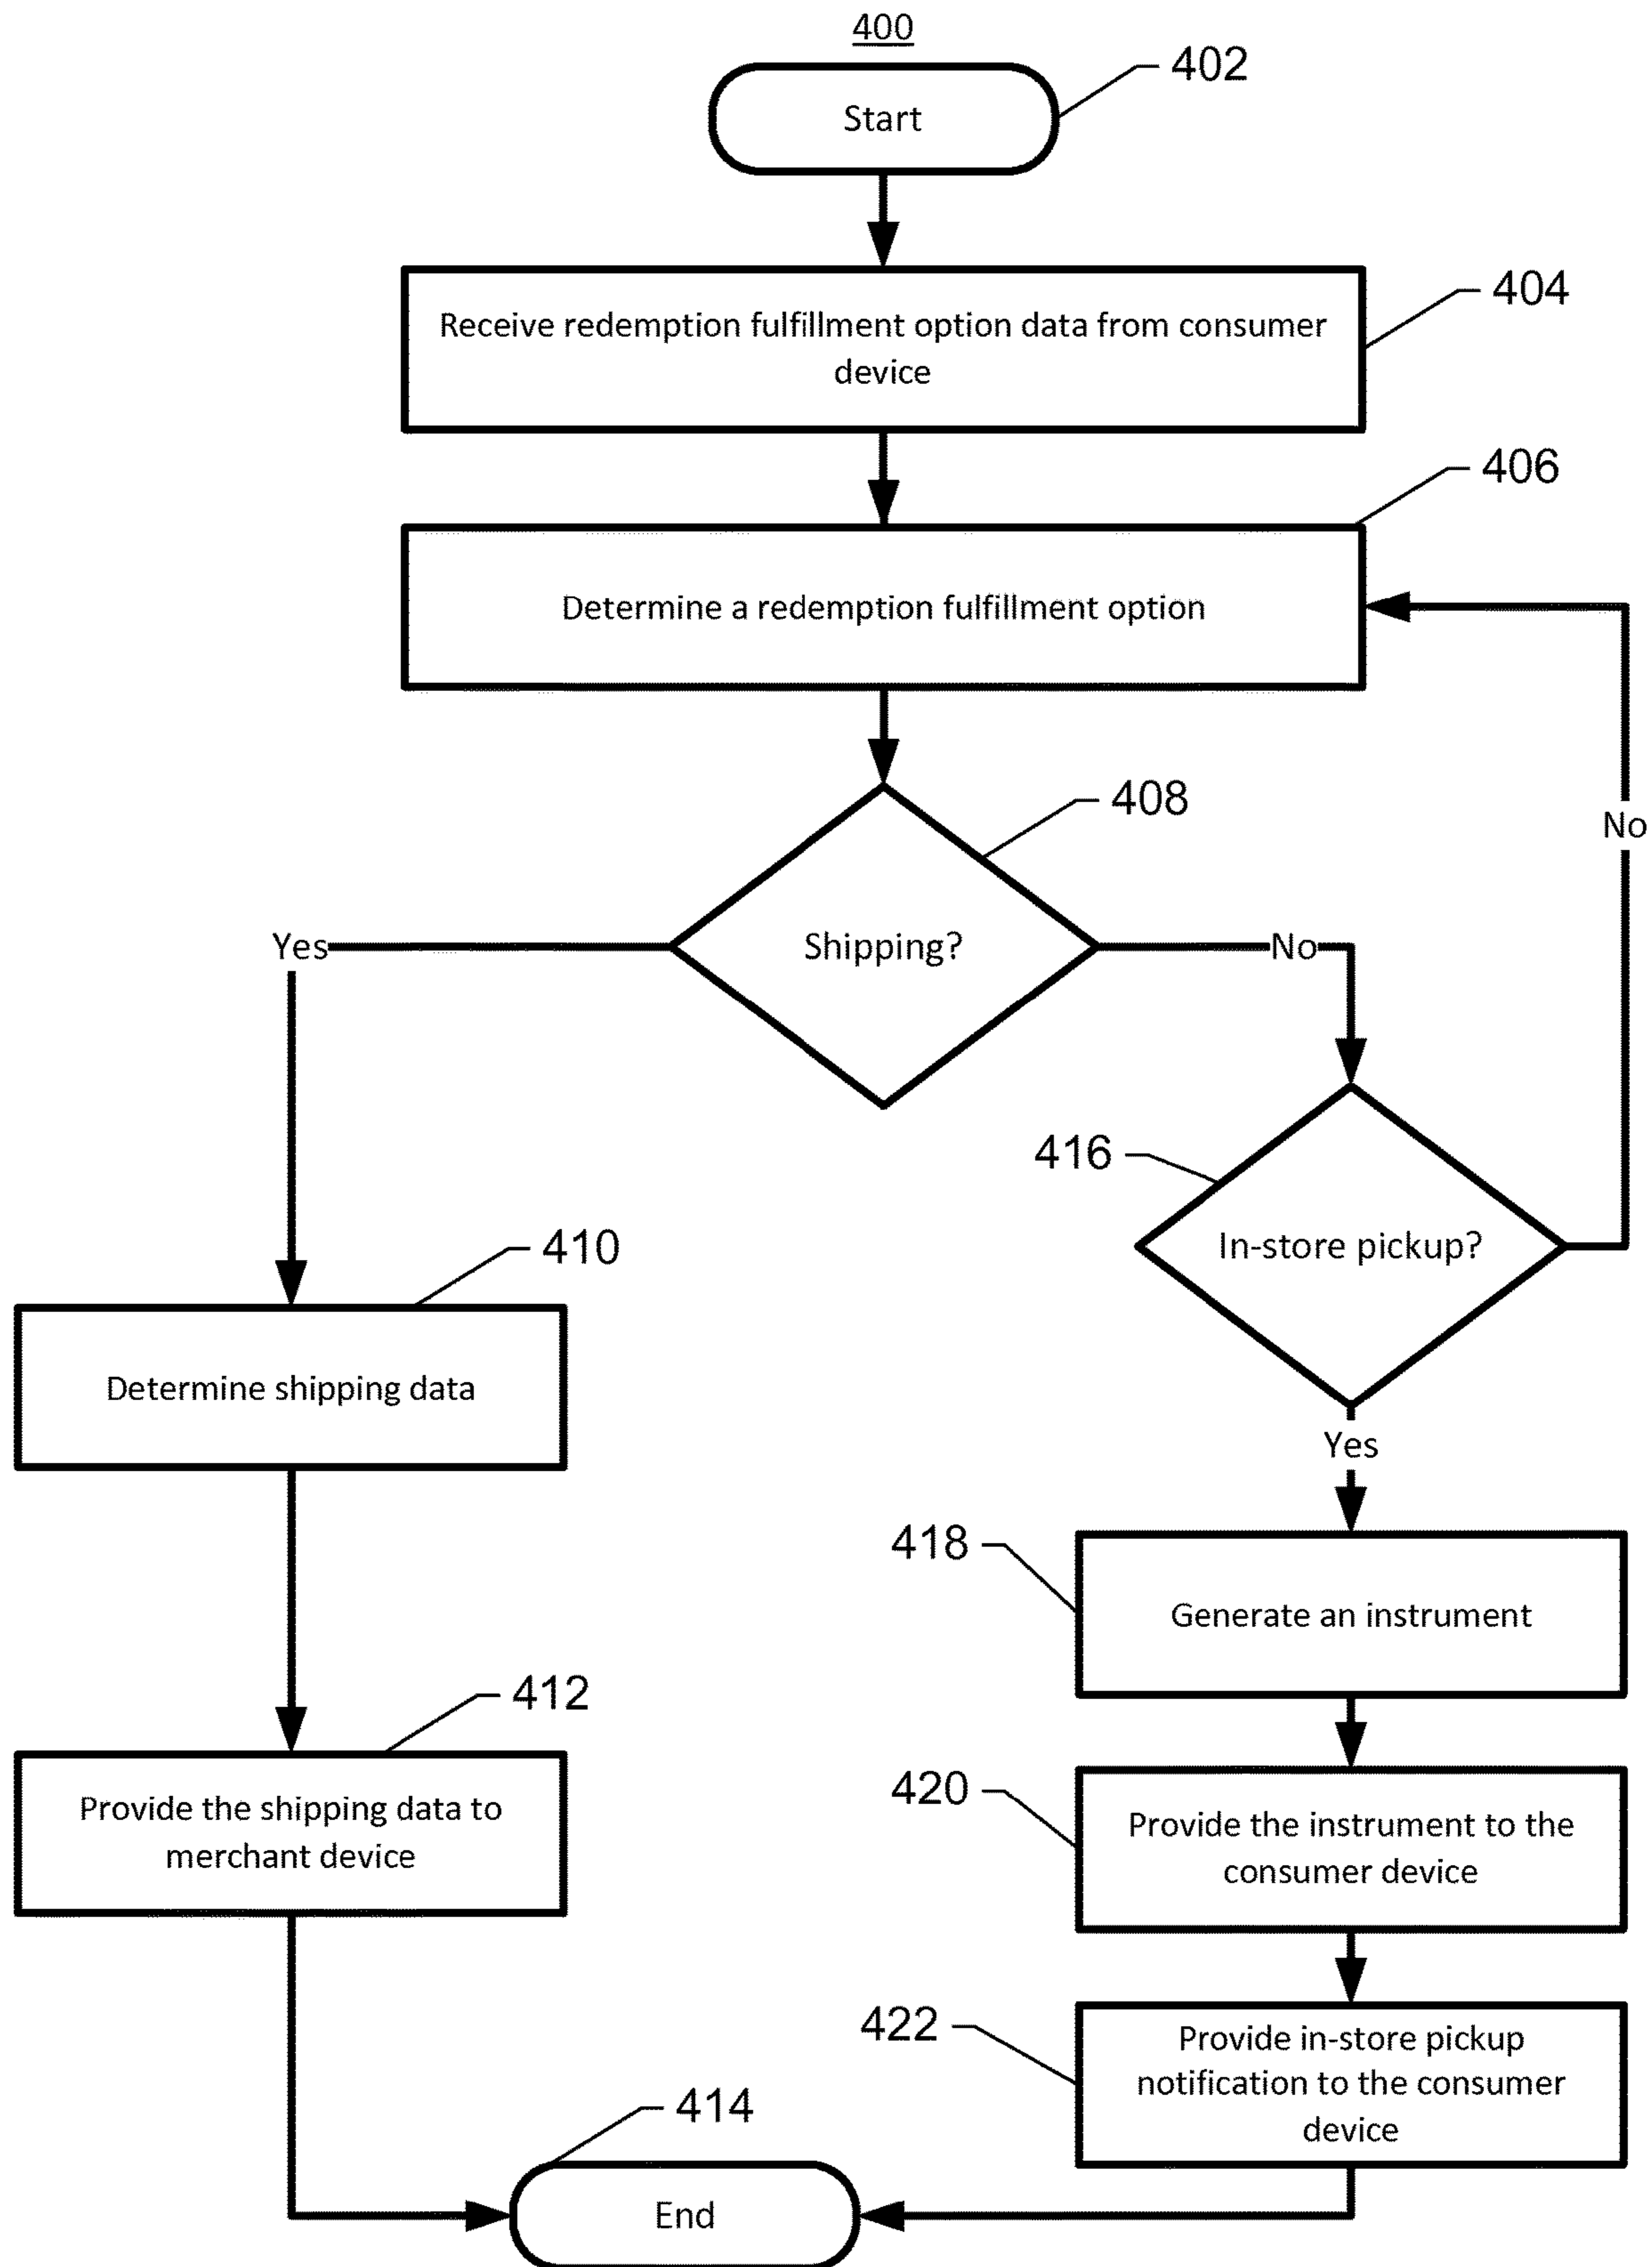 400
402
Start
404
Receive redemption fulfillment option data from consumer
device
406
Determine a redemption fulfillment option
408
No
Yes
Shipping?
No
416
In-store pickup?
410
Determine shipping data
Yes
418
Generate an instrument
412
Provide the shipping data to
merchant device
420
Provide the instrument to the
consumer device
422
Provide in-store pickup
notification to the consumer
device
414
End